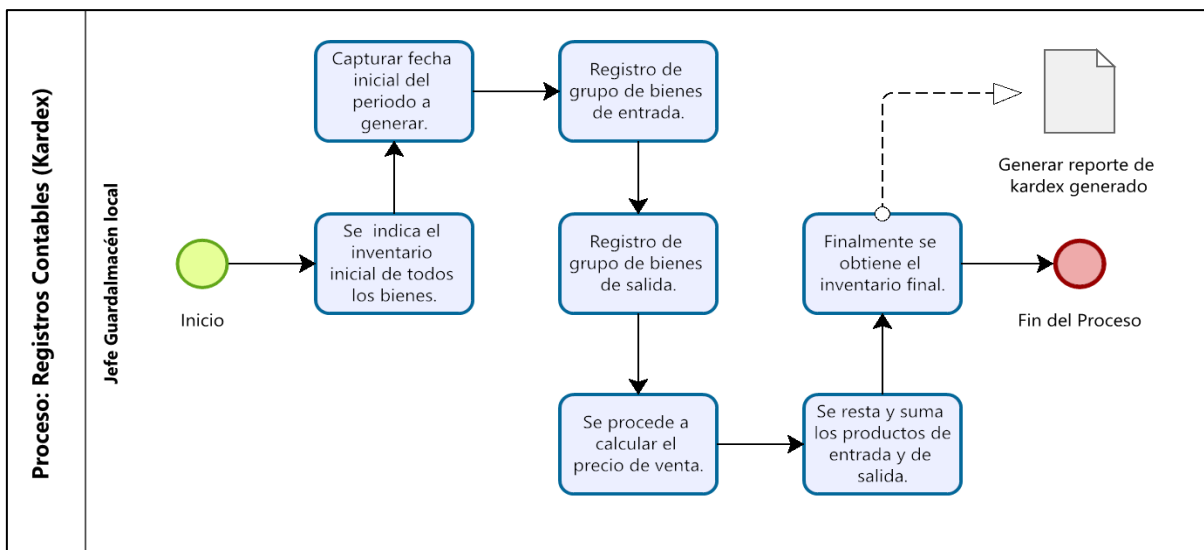 Proceso: Registros Contables (Kardex)
Jefe Guardalmacén local
Inicio
Se indica el
inventario
inicial de todos
los bienes.
Capturar fecha
inicial del
periodo a
generar.
Registro de
grupo de bienes
de entrada.
Registro de
grupo de bienes
de salida.
Se procede a
calcular el
precio de venta.
Se resta y suma
los productos de
entrada y de
salida.
Finalmente se
obtiene el
inventario final.
Generar reporte de
kardex generado
Fin del Proceso